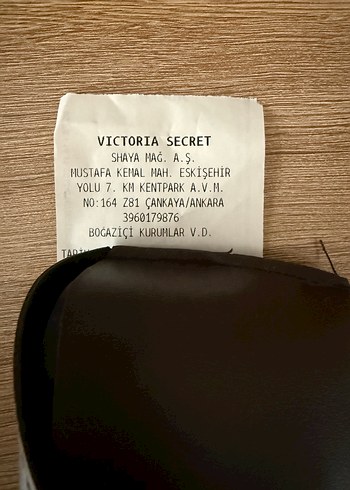 VICTORIA SECRET
SHAYA MAĞ. A.Ş.
MUSTAFA KEMAL MAH. ESKİŞEHİR
YOLU 7. KM KENTPARK A.V.M.
NO:164 Z81 ÇANKAYA/ANKARA
3960179876
BOĞAZİÇİ KURUMLAR V.D.